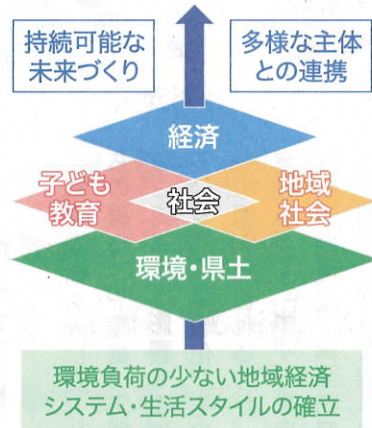 持続可能な
未来づくり
多様な主体
との連携
経済
子ども
教育
社会
地域
社会
環境・県土
環境負荷の少ない地域経済
システム・生活スタイルの確立